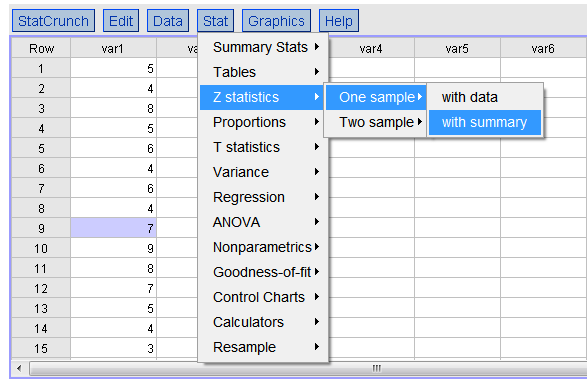 StatCrunch Edit Data Stat Graphics Help
Row var1 va var4 var5 var6
Summary Stats
Tables
Z statistics One sample with data
Proportions Two sample with summary
T statistics
Variance
Regression
ANOVA
Nonparametrics
Goodness-of-fit
Control Charts
Calculators
Resample
1 5
2 4
3 8
4 5
5 6
6 4
7 6
8 4
9 7
10 9
11 8
12 7
13 5
14 4
15 3